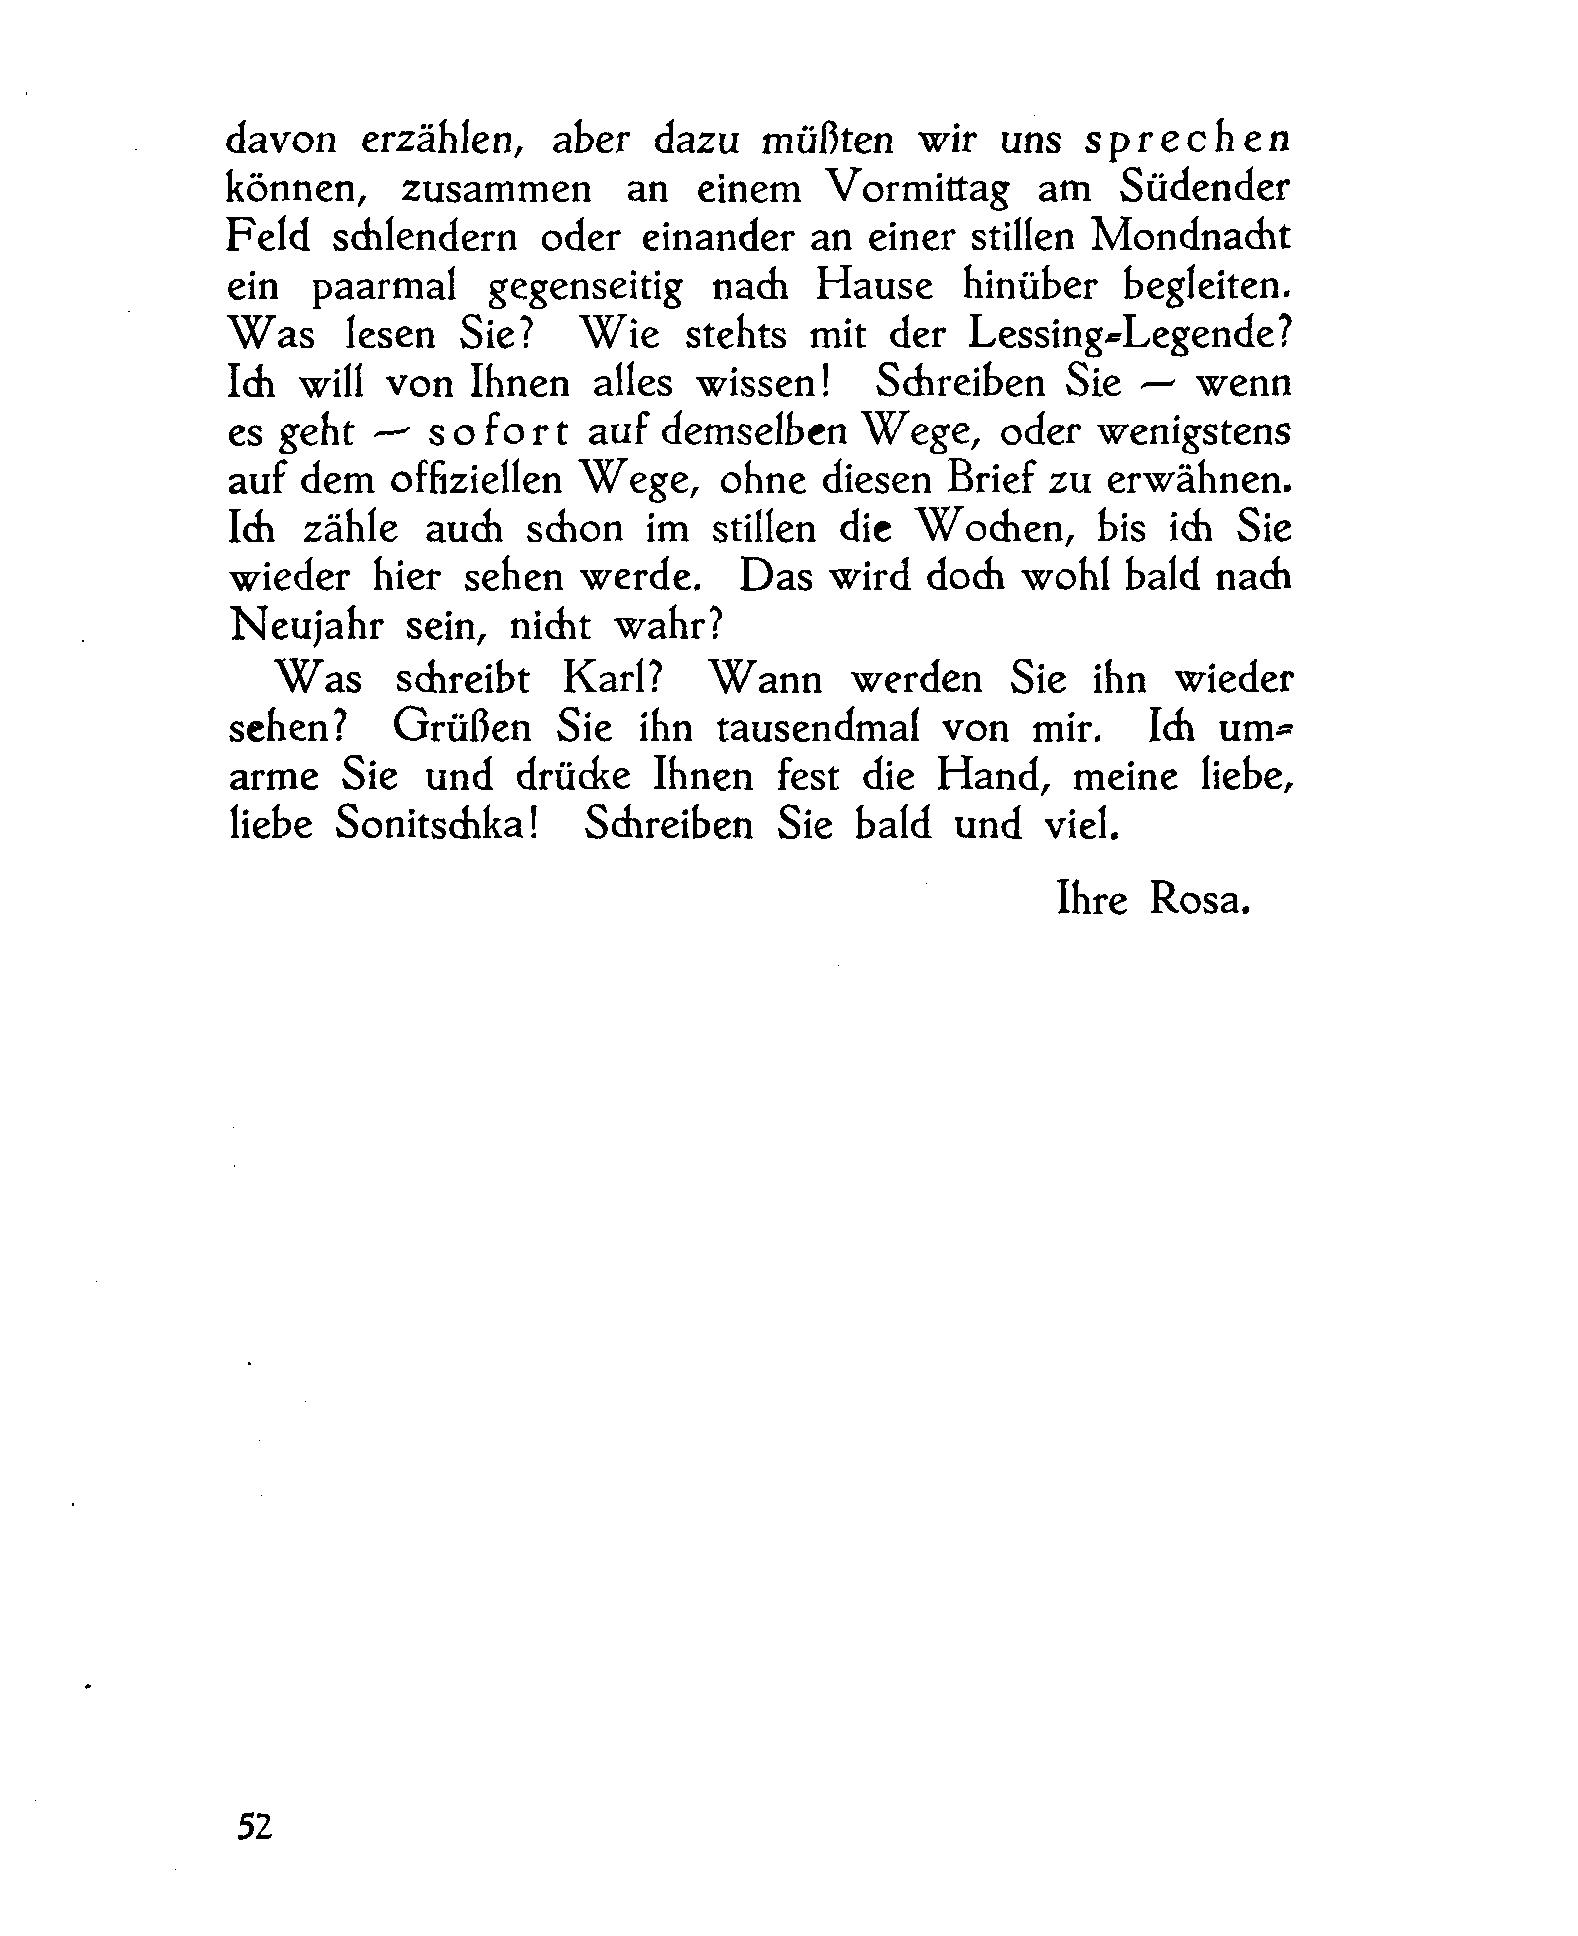 davon erzählen, aber dazu müßten wir uns sprechen
können, zusammen an einem Vormittag am Südender
Feld schlendern oder einander an einer stillen Mondnacht
ein paarmal gegenseitig nach Hause hinüber begleiten.
Was lesen Sie? Wie stehts mit der Lessing-Legende?
Ich will von Ihnen alles wissen! Schreiben Sie — wenn
es geht — sofort auf demselben Wege, oder wenigstens
auf dem offiziellen Wege, ohne diesen Brief zu erwähnen.
Ich zähle auch schon im stillen die Wochen, bis ich Sie
wieder hier sehen werde. Das wird doch wohl bald nach
Neujahr sein, nicht wahr?
Was schreibt Karl? Wann werden Sie ihn wieder
sehen? Grüßen Sie ihn tausendmal von mir. Ich um-
arme Sie und drücke Ihnen fest die Hand, meine liebe,
liebe Sonitschka! Schreiben Sie bald und viel.
Ihre Rosa.
52